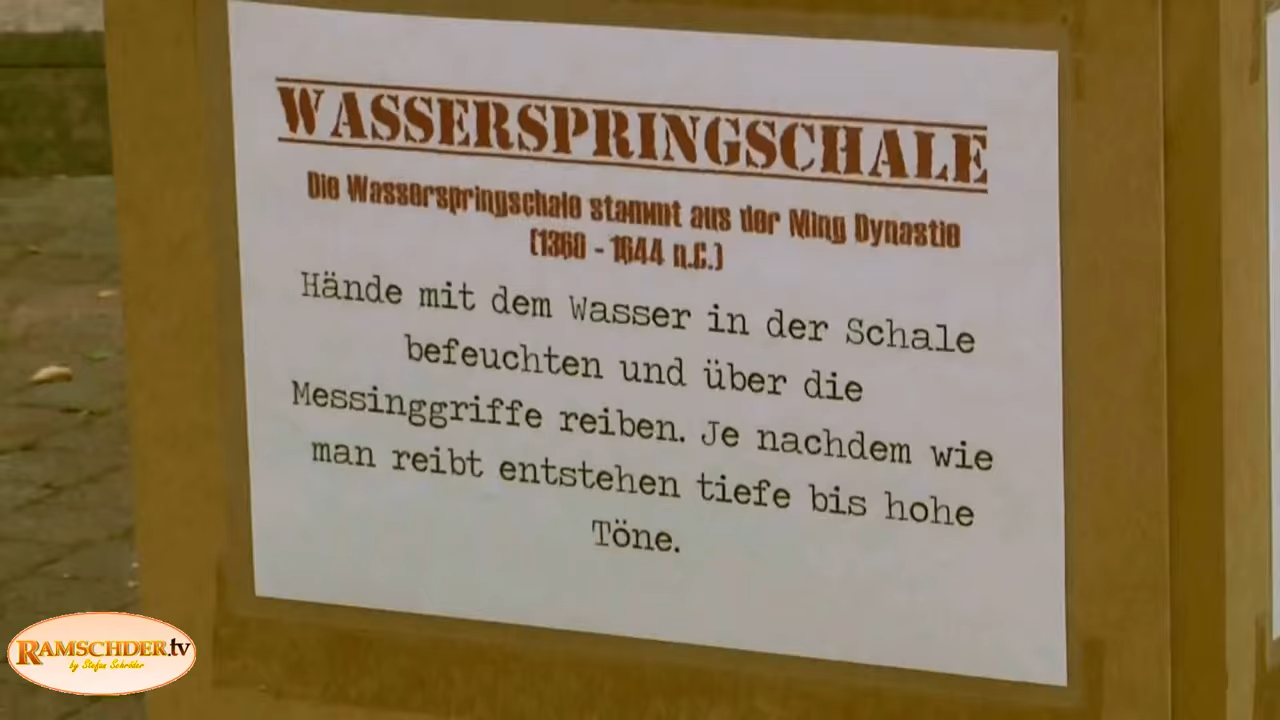 WASSERSPRINGSCHALE
Die Wasserspringschale stammt aus der Ming Dynastie
(1368 - 1644 n.C.)
Hände mit dem Wasser in der Schale
befeuchten und über die
Messinggriffe reiben. Je nachdem wie
man reibt entstehen tiefe bis hohe
Töne.
RAMSCHDER.tv
by Stefan Schröder